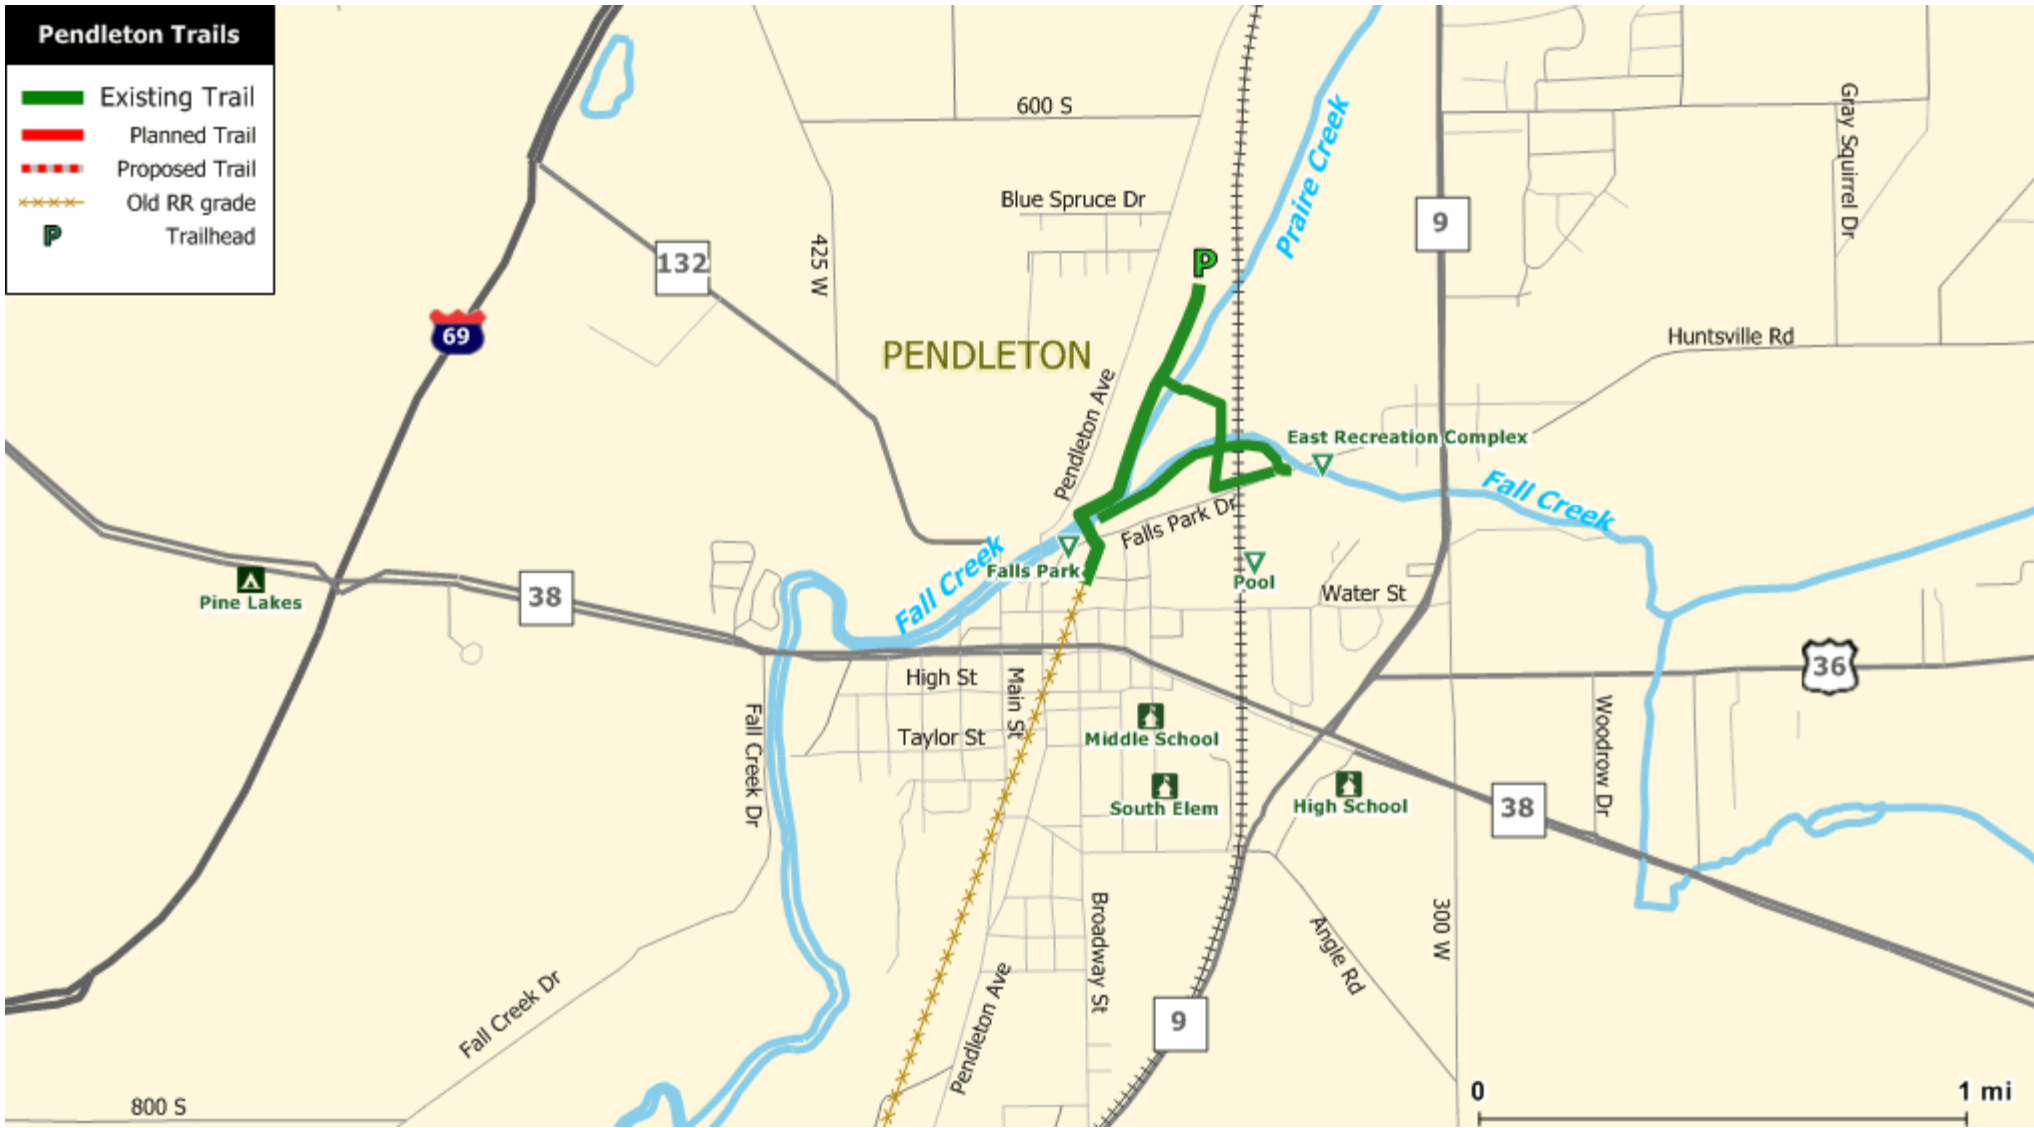 Pendleton Trails
Existing Trail
Planned Trail
Proposed Trail
Old RR grade
P
Trailhead
600 S
Blue Spruce Dr
425 W
132
69
PENDLETON
P
Praire Creek
9
Gray Squirrel Dr
Huntsville Rd
Pendleton Ave
East Recreation Complex
Fall Creek
Falls Park Dr
Fall Creek
Falls Park
Pool
Water St
Pine Lakes
38
36
High St
Main St
Taylor St
Fall Creek Dr
Middle School
South Elem
High School
Woodrow Dr
38
Broadway St
300 W
Angle Rd
Pendleton Ave
Fall Creek Dr
9
800 S
0
1 mi